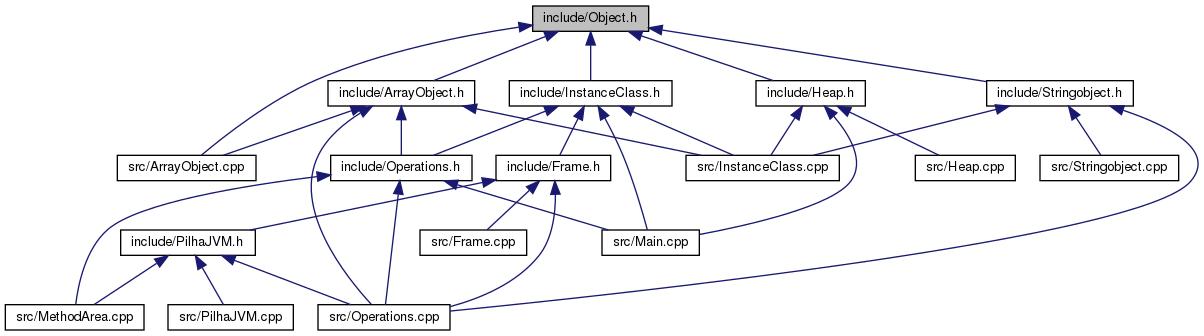 include/Object.h
include/ArrayObject.h
include/InstanceClass.h
include/Heap.h
include/Stringobject.h
src/ArrayObject.cpp
include/Operations.h
include/Frame.h
src/InstanceClass.cpp
src/Heap.cpp
src/Stringobject.cpp
include/PilhaJVM.h
src/Frame.cpp
src/Main.cpp
src/MethodArea.cpp
src/PilhaJVM.cpp
src/Operations.cpp